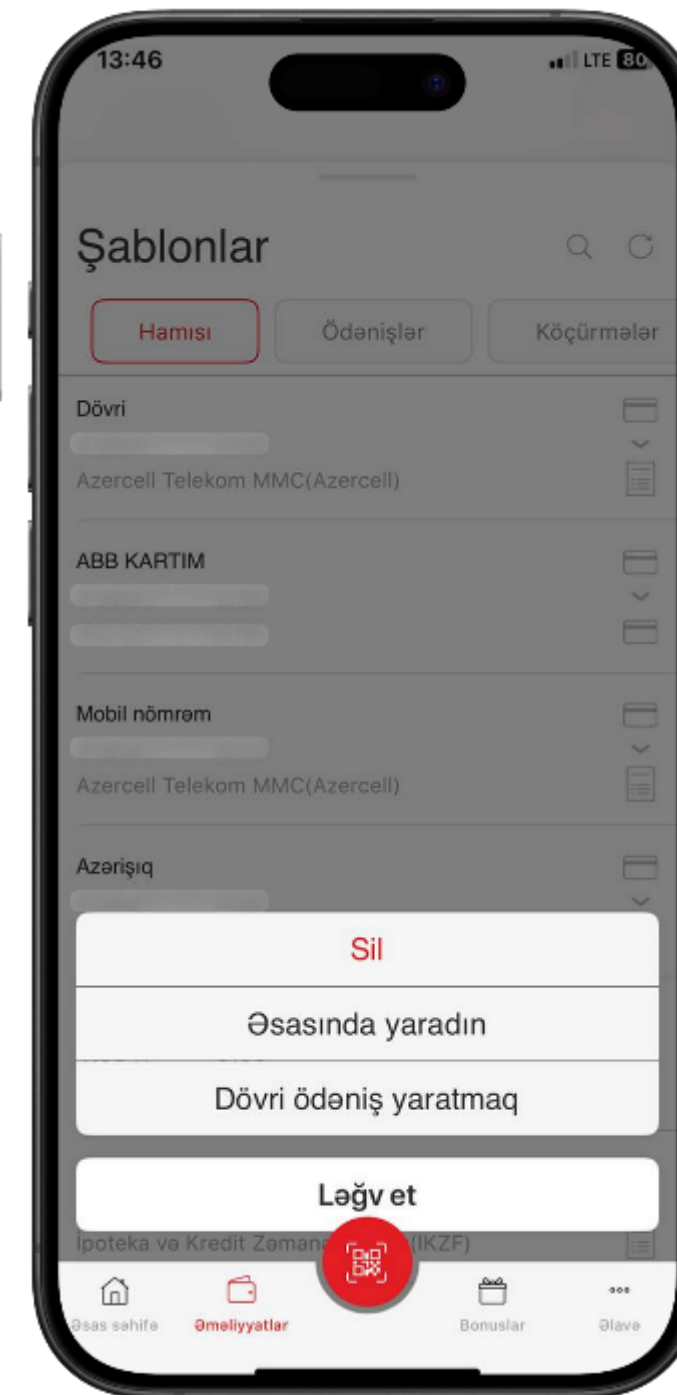 13:46
LTE 80
Şablonlar
Hamısı
Ödənişlər
Köçürmələr
Dövri
Azercell Telekom MMC(Azercell)
ABB KARTIM
Mobil nömrəm
Azercell Telekom MMC(Azercell)
Azərişıq
Sil
Əsasında yaradın
Dövri ödəniş yaratmaq
Ləğv et
İpoteka və Kredit (IKZF)
Əsas səhifə
Əməliyyatlar
Bonuslar
Əlavə